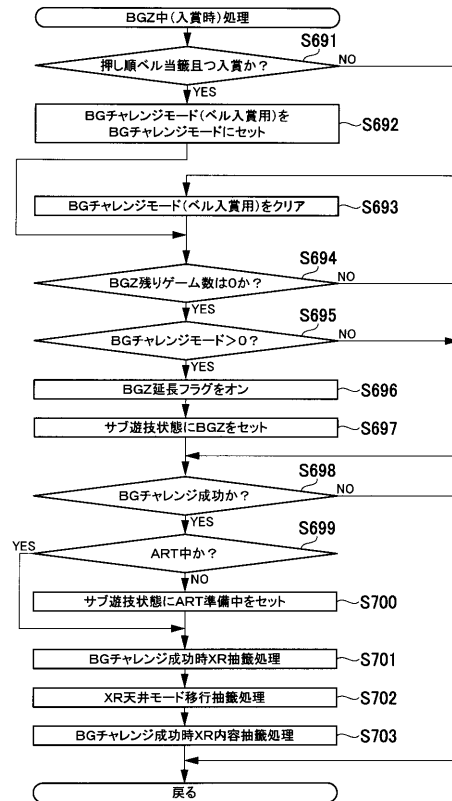 BGZ中(入賞時)処理
S691
押し順ベル当籤且つ入賞か?
NO
YES
BGチャレンジモード(ベル入賞用)を
BGチャレンジモードにセット
S692
BGチャレンジモード(ベル入賞用)をクリア
S693
S694
BGZ残りゲーム数は0か?
NO
YES
S695
BGチャレンジモード>0?
NO
YES
BGZ延長フラグをオン
S696
サブ遊技状態にBGZをセット
S697
S698
BGチャレンジ成功か?
NO
YES
S699
YES
ART中か?
NO
サブ遊技状態にART準備中をセット
S700
BGチャレンジ成功時XR抽籤処理
S701
XR天井モード移行抽籤処理
S702
BGチャレンジ成功時XR内容抽籤処理
S703
戻る